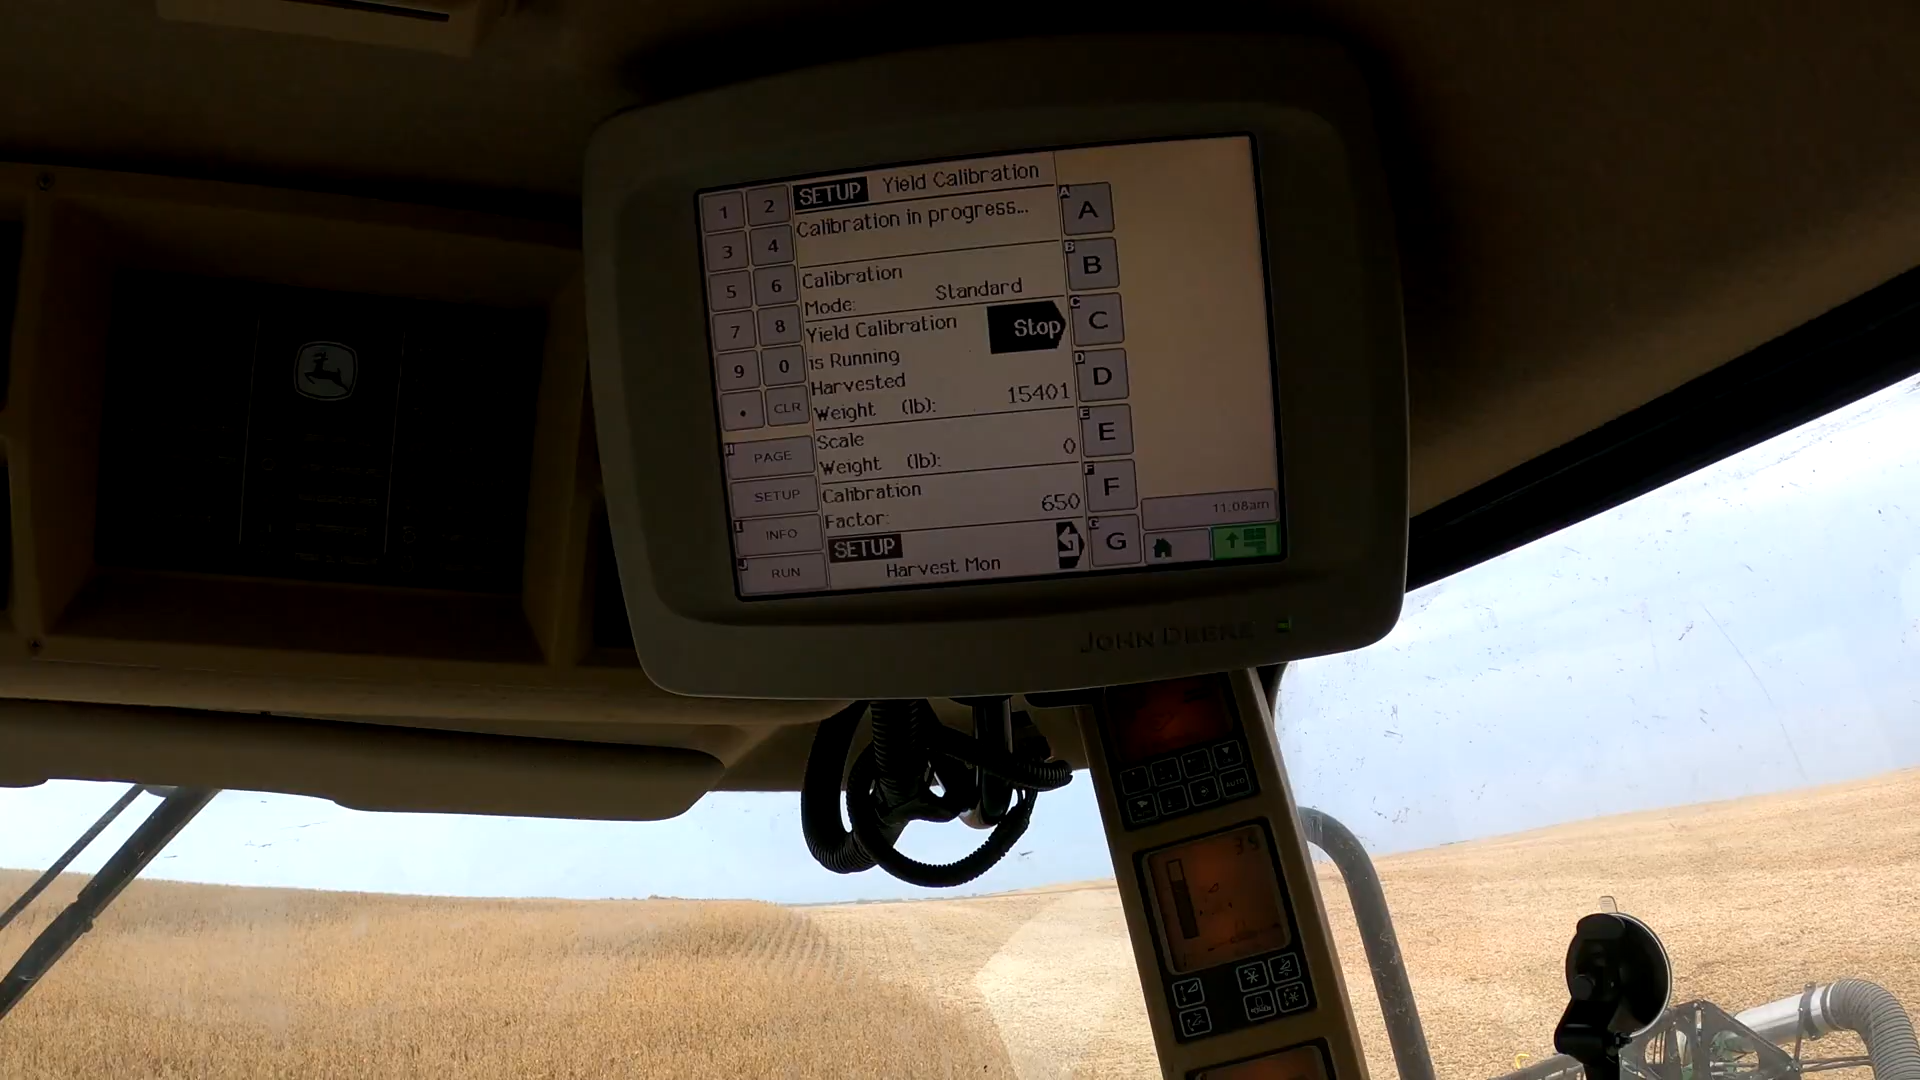 1 2
3 4
5 6
7 8
9 0
. CLR
PAGE
SETUP
INFO
RUN
SETUP Yield Calibration
Calibration in progress...
Calibration
Mode: Standard
Yield Calibration
is Running
Stop
Harvested
Weight (lb): 15401
Scale
Weight (lb): 0
Calibration
Factor: 650
SETUP
Harvest Mon
A A
B B
C C
D D
E E
F F
G G
11:08am
JOHN DEERE
AUTO